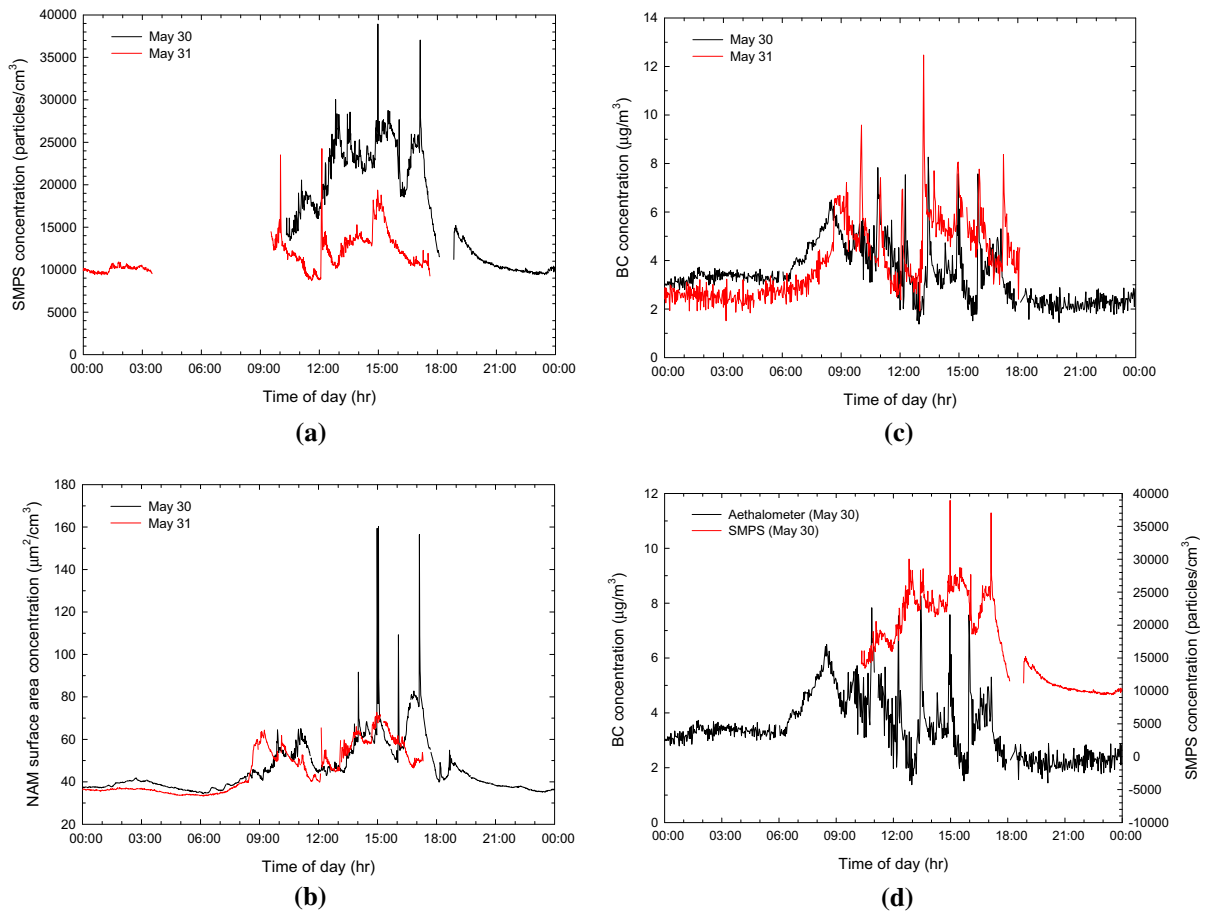 40000
35000
30000
25000
20000
15000
10000
5000
0
SMPS concentration (particles/cm³)
May 30
May 31
00:00 03:00 06:00 09:00 12:00 15:00 18:00 21:00 00:00
Time of day (hr)
(a)
14
12
10
8
6
4
2
0
BC concentration (µg/m³)
May 30
May 31
00:00 03:00 06:00 09:00 12:00 15:00 18:00 21:00 00:00
Time of day (hr)
(c)
180
160
140
120
100
80
60
40
20
NAM surface area concentration (µm²/cm³)
May 30
May 31
00:00 03:00 06:00 09:00 12:00 15:00 18:00 21:00 00:00
Time of day (hr)
(b)
12
10
8
6
4
2
0
BC concentration (µg/m³)
Aethalometer (May 30)
SMPS (May 30)
40000
35000
30000
25000
20000
15000
10000
5000
0
-5000
-10000
SMPS concentration (particles/cm³)
00:00 03:00 06:00 09:00 12:00 15:00 18:00 21:00 00:00
Time of day (hr)
(d)